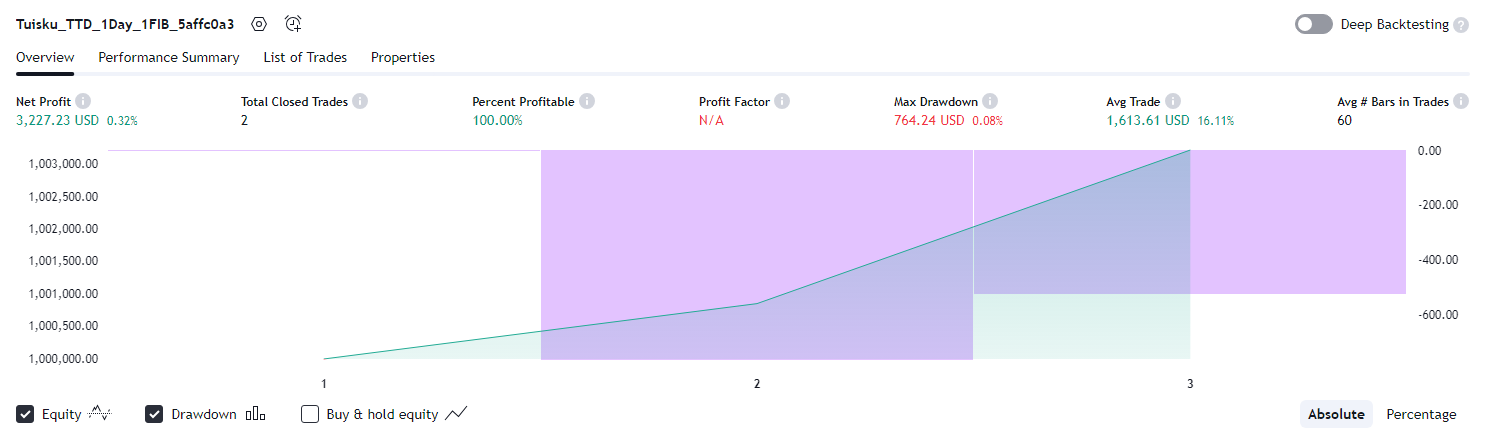 Tuisku_TTD_1Day_1FIB_5affc0a3
Deep Backtesting
Overview Performance Summary List of Trades Properties
Net Profit Total Closed Trades Percent Profitable Profit Factor Max Drawdown Avg Trade Avg # Bars in Trades
3,227.23 USD 0.32% 2 100.00% N/A 764.24 USD 0.08% 1,613.61 USD 16.11% 60
1,003,000.00 0.00
1,002,500.00 -200.00
1,002,000.00
1,001,500.00 -400.00
1,001,000.00
1,000,500.00 -600.00
1,000,000.00
1 2 3
Equity Drawdown Buy & hold equity Absolute Percentage